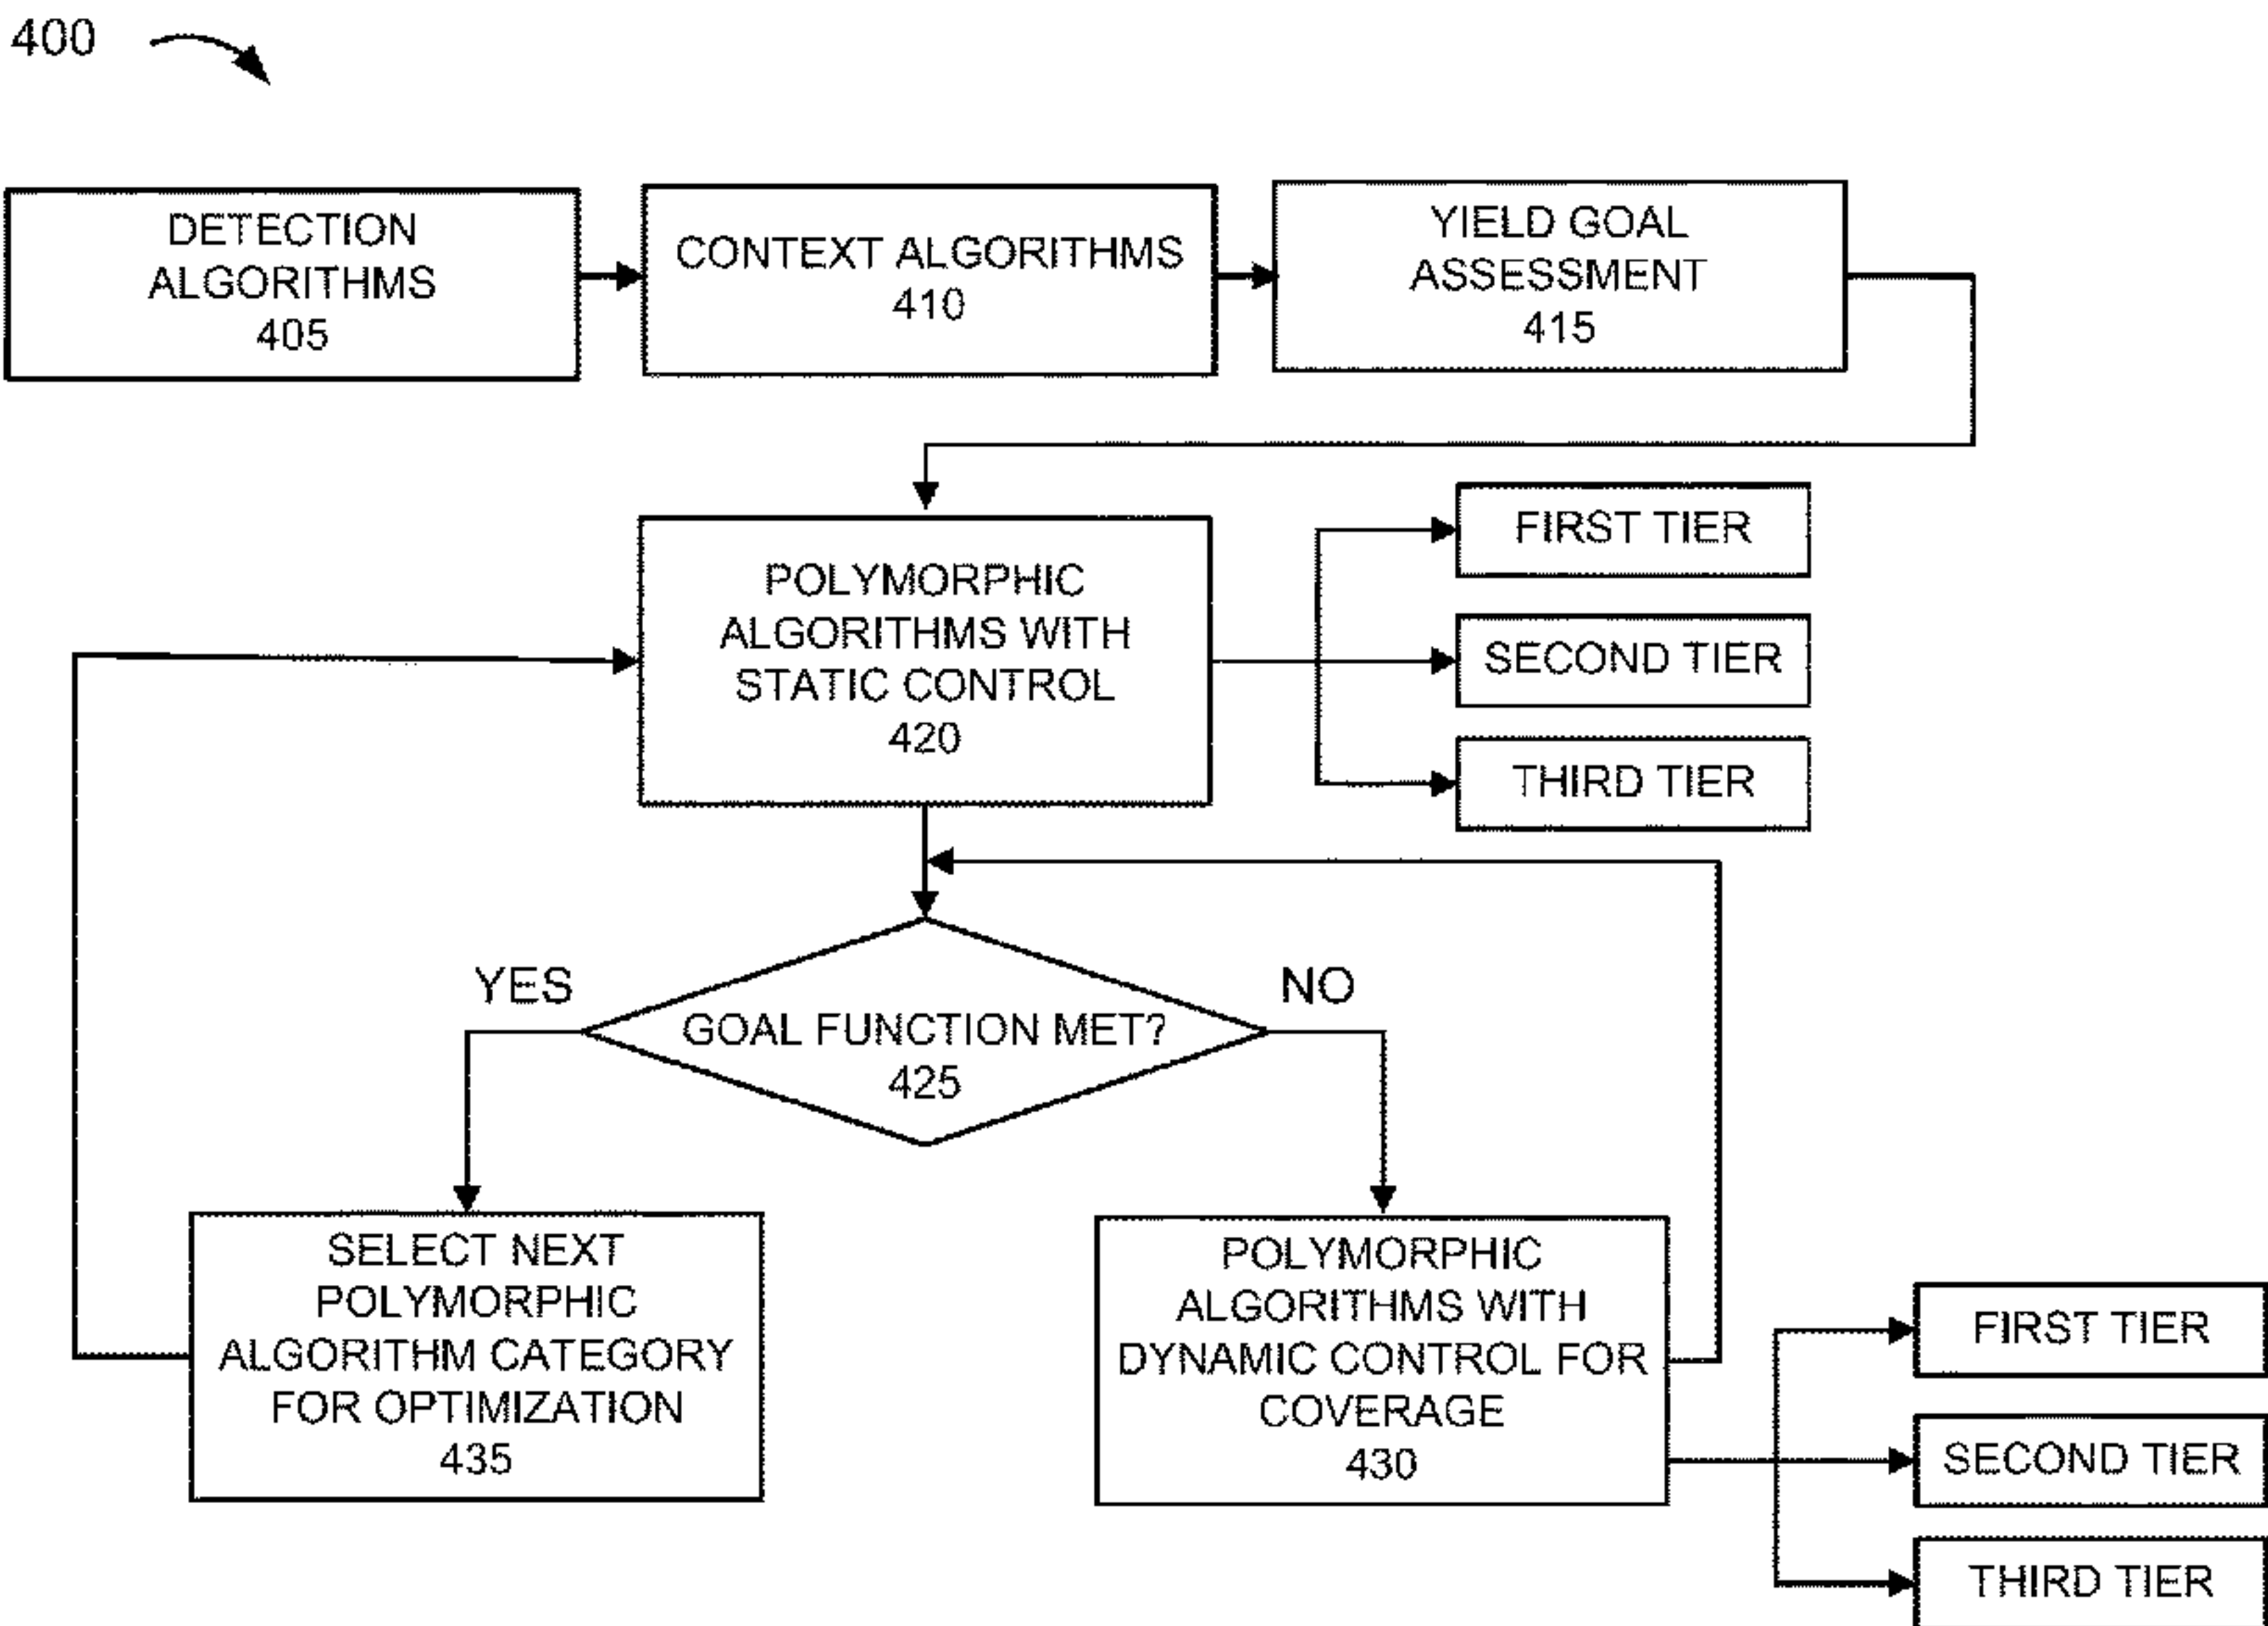 400
DETECTION
ALGORITHMS
405
CONTEXT ALGORITHMS
410
YIELD GOAL
ASSESSMENT
415
POLYMORPHIC
ALGORITHMS WITH
STATIC CONTROL
420
FIRST TIER
SECOND TIER
THIRD TIER
YES
NO
GOAL FUNCTION MET?
425
SELECT NEXT
POLYMORPHIC
ALGORITHM CATEGORY
FOR OPTIMIZATION
435
POLYMORPHIC
ALGORITHMS WITH
DYNAMIC CONTROL FOR
COVERAGE
430
FIRST TIER
SECOND TIER
THIRD TIER